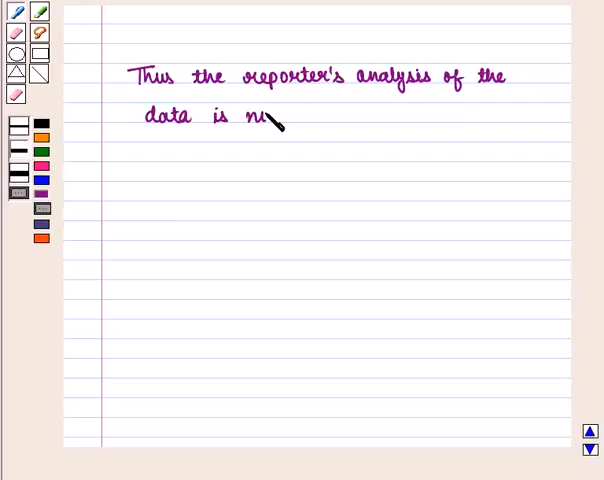 Thus the reporter's analysis of the
data is